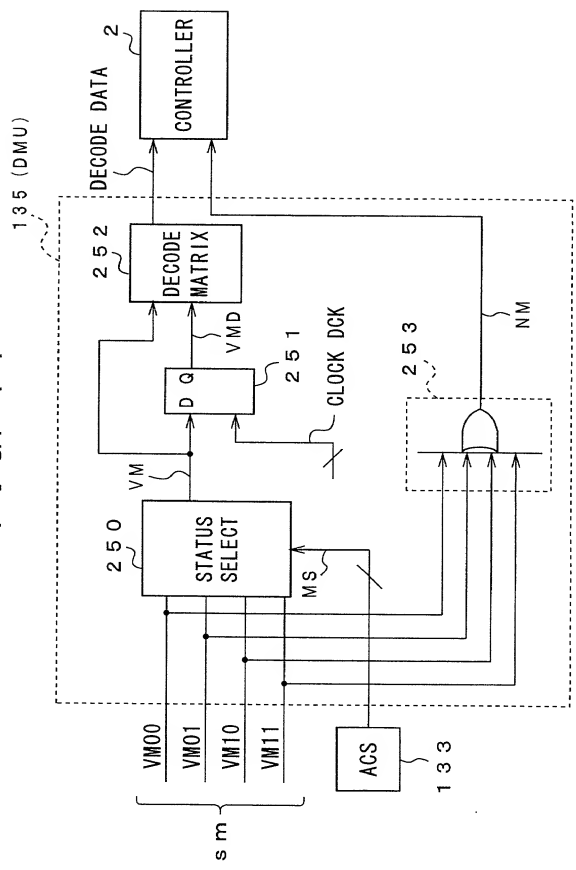 135 (DMU)
DECODE DATA
2
CONTROLLER
252
DECODE
MATRIX
VMD
D Q
251
CLOCK DCK
VM
250
STATUS
SELECT
MS
253
NM
VM00
VM01
VM10
VM11
sm
ACS
133